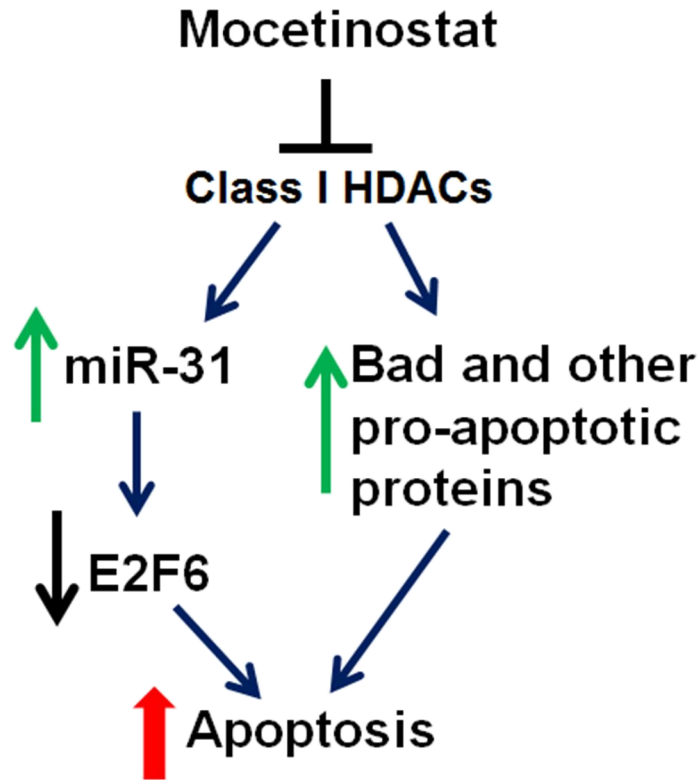 Mocetinostat
Class I HDACs
miR-31
Bad and other
pro-apoptotic
proteins
E2F6
Apoptosis